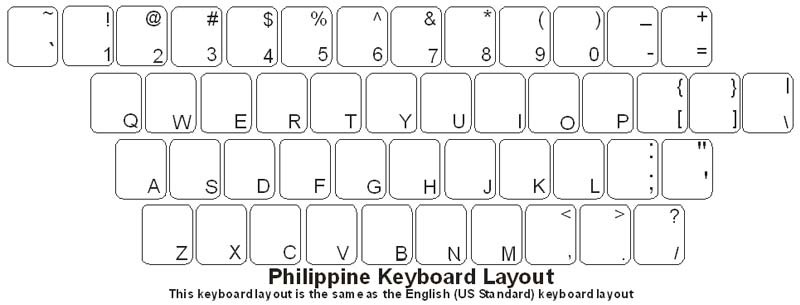 ~ ! @ # $ % ^ & * ( ) _ +
` 1 2 3 4 5 6 7 8 9 0 - =
{ } |
Q W E R T Y U I O P [ ] \
: "
A S D F G H J K L ; '
< > ?
Z X C V B N M , . /
Philippine Keyboard Layout
This keyboard layout is the same as the English (US Standard) keyboard layout